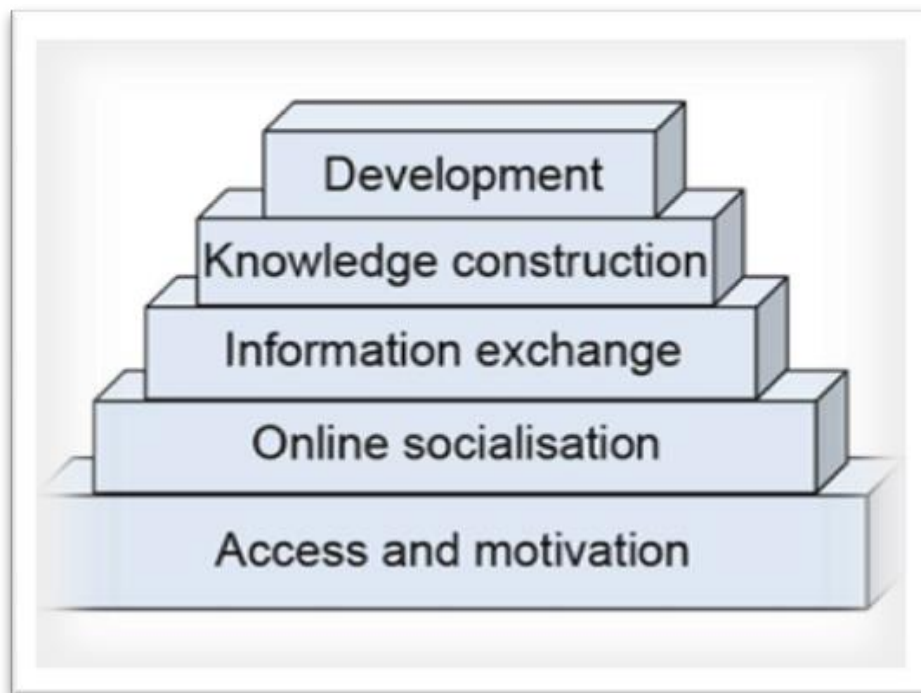 Development
Knowledge construction
Information exchange
Online socialisation
Access and motivation